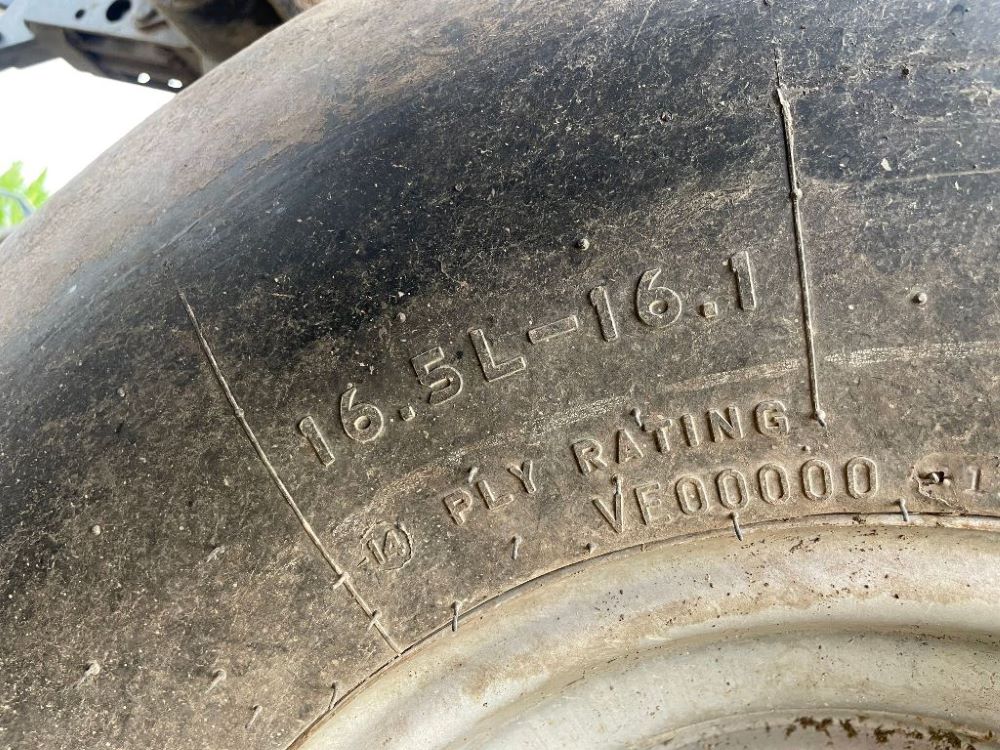 16.5L-16.1
14 PLY RATING
VE00000